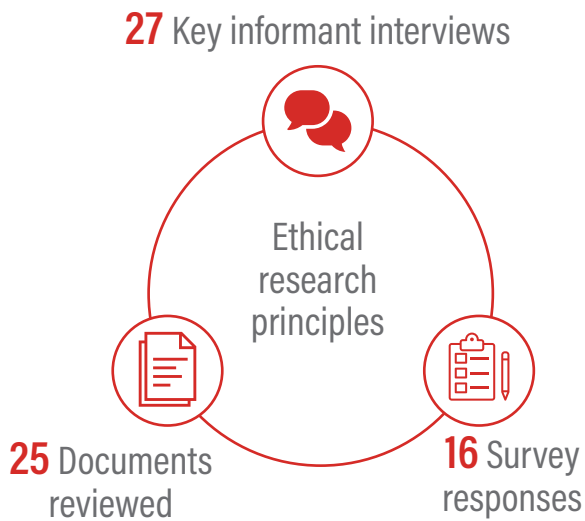 27 Key informant interviews
Ethical
research
principles
25 Documents
reviewed
16 Survey
responses